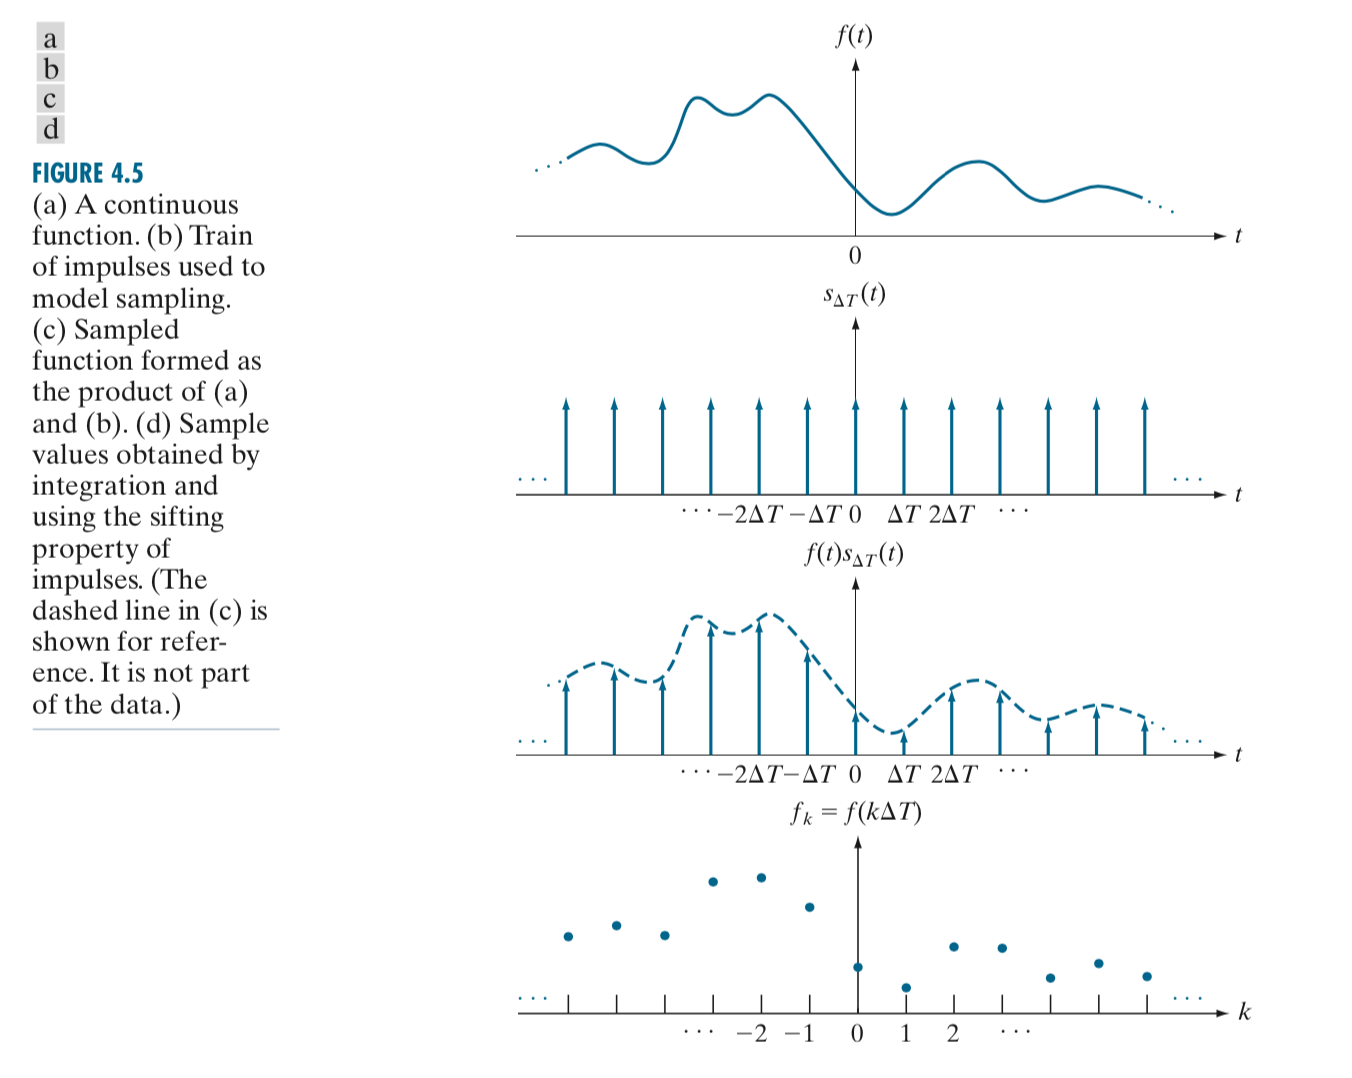 a
b
c
d
FIGURE 4.5
(a) A continuous
function. (b) Train
of impulses used to
model sampling.
(c) Sampled
function formed as
the product of (a)
and (b). (d) Sample
values obtained by
integration and
using the sifting
property of
impulses. (The
dashed line in (c) is
shown for refer-
ence. It is not part
of the data.)
f(t)
t
0
s_ΔT(t)
t
· · · −2ΔT −ΔT 0 ΔT 2ΔT · · ·
f(t)s_ΔT(t)
t
· · · −2ΔT −ΔT 0 ΔT 2ΔT · · ·
f_k = f(kΔT)
k
· · · −2 −1 0 1 2 · · ·